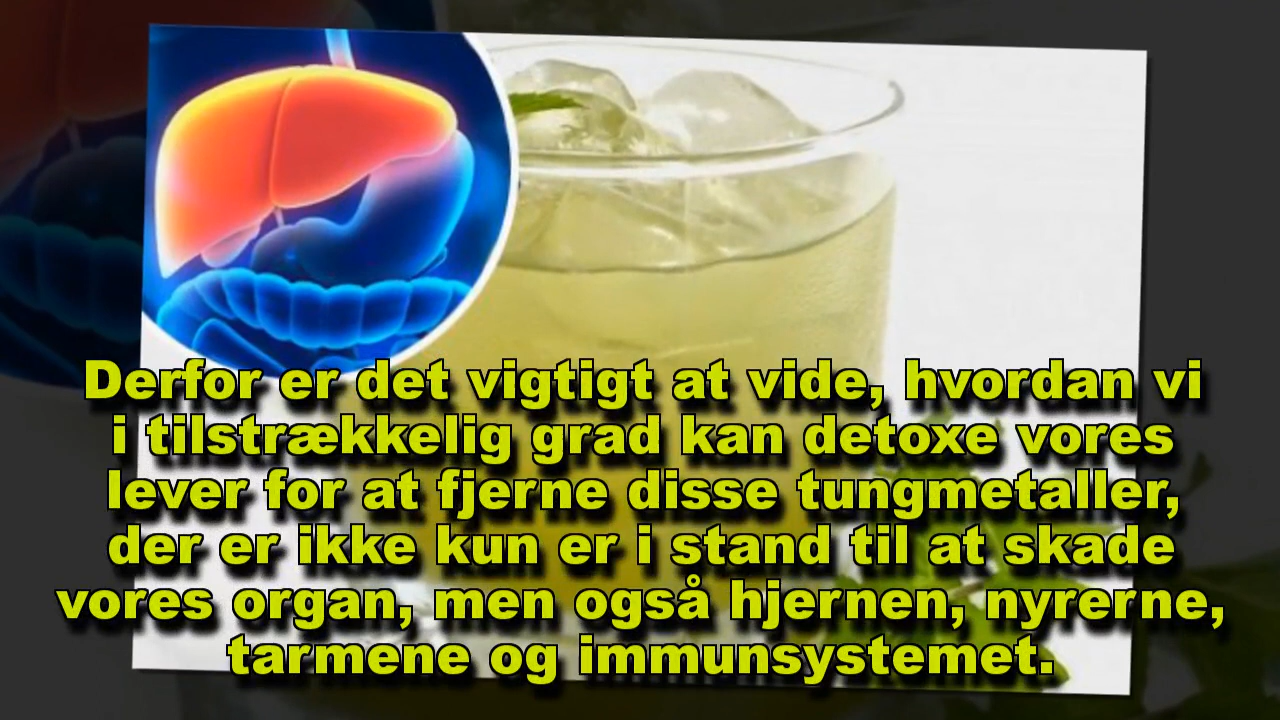 Derfor er det vigtigt at vide, hvordan vi
i tilstrækkelig grad kan detoxe vores
lever for at fjerne disse tungmetaller,
der er ikke kun er i stand til at skade
vores organ, men også hjernen, nyrerne,
tarmene og immunsystemet.